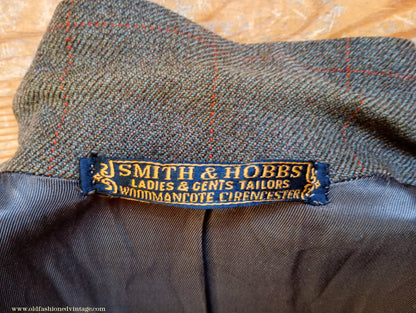 SMITH & HOBBS
LADIES & GENTS TAILORS
WOODMANCOTE, CIRENCESTER
www.oldfashionedvintage.com